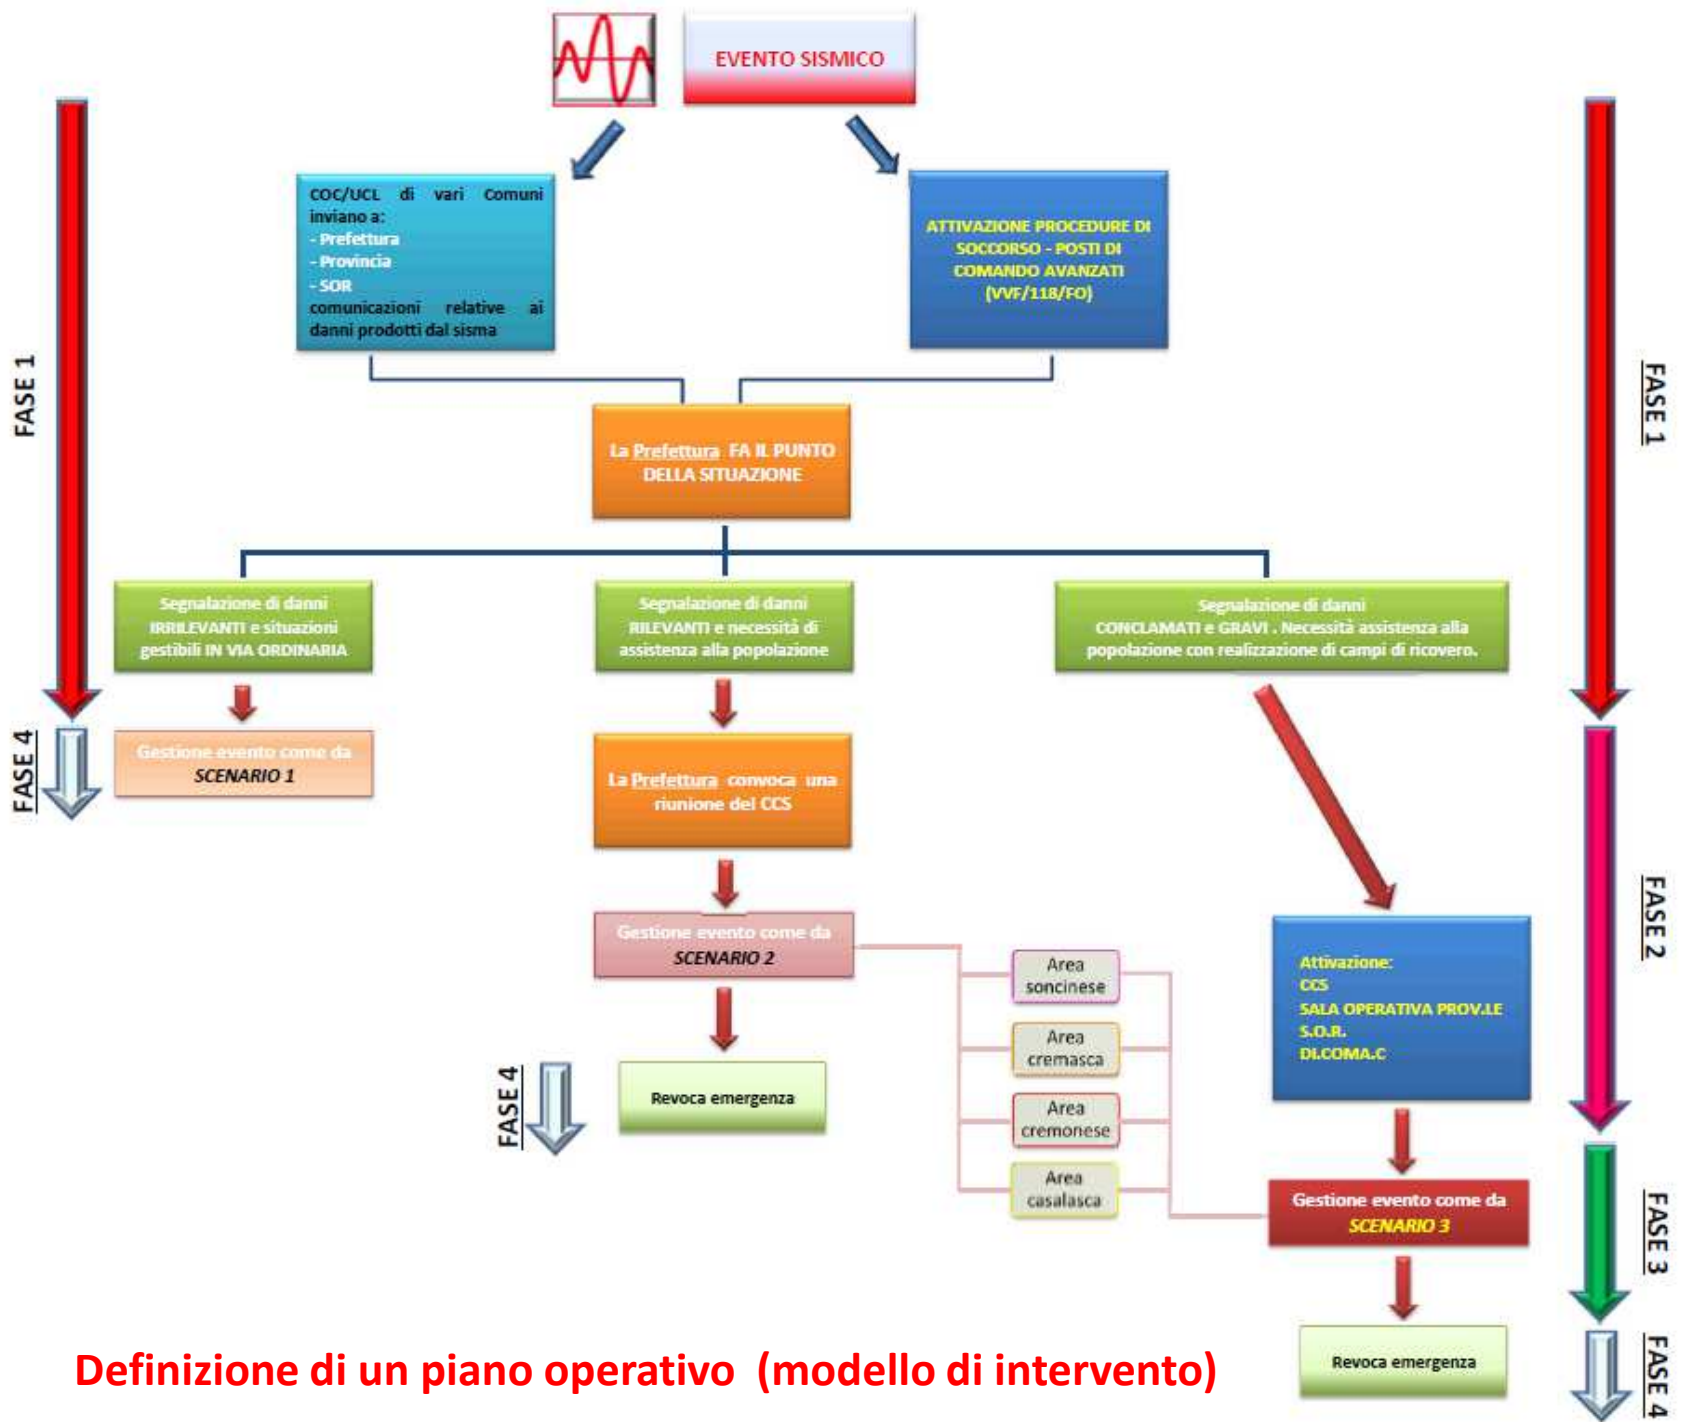 EVENTO SISMICO
COC/UCL di vari Comuni
inviano a:
- Prefettura
- Provincia
- SOR
comunicazioni relative ai
danni prodotti dal sisma
ATTIVAZIONE PROCEDURE DI
SOCCORSO - POSTI DI
COMANDO AVANZATI
(VVF/118/FO)
FASE 1
FASE 1
La Prefettura FA IL PUNTO
DELLA SITUAZIONE
Segnalazione di danni
IRRILEVANTI e situazioni
gestibili IN VIA ORDINARIA
Segnalazione di danni
RILEVANTI e necessità di
assistenza alla popolazione
Segnalazione di danni
CONCLAMATI e GRAVI . Necessità assistenza alla
popolazione con realizzazione di campi di ricovero.
FASE 4
Gestione evento come da
SCENARIO 1
La Prefettura convoca una
riunione del CCS
FASE 2
Gestione evento come da
SCENARIO 2
Area
soncinese
Area
cremasca
Area
cremonese
Area
casalasca
Attivazione:
CCS
SALA OPERATIVA PROV.LE
S.O.R.
DI.COMA.C
FASE 4
Revoca emergenza
Gestione evento come da
SCENARIO 3
FASE 3
Revoca emergenza
FASE 4
Definizione di un piano operativo (modello di intervento)